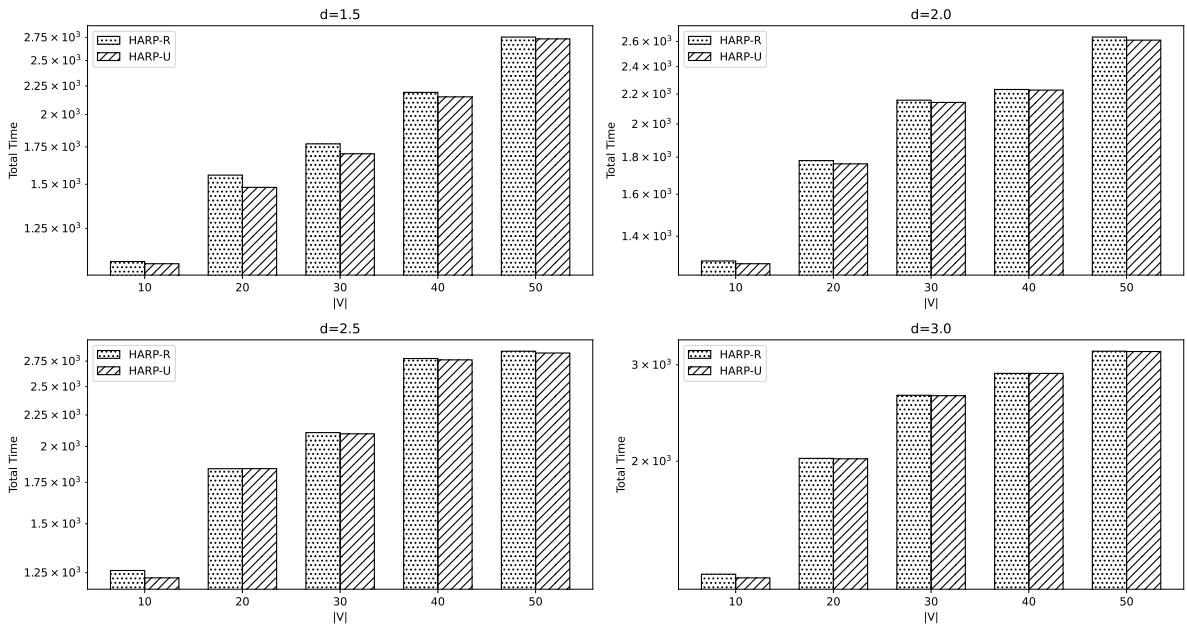 d=1.5
2.75 × 10³
2.5 × 10³
2.25 × 10³
2 × 10³
1.75 × 10³
1.5 × 10³
1.25 × 10³
Total Time
HARP-R
HARP-U
10 20 30 40 50
|V|
d=2.0
2.6 × 10³
2.4 × 10³
2.2 × 10³
2 × 10³
1.8 × 10³
1.6 × 10³
1.4 × 10³
Total Time
HARP-R
HARP-U
10 20 30 40 50
|V|
d=2.5
2.75 × 10³
2.5 × 10³
2.25 × 10³
2 × 10³
1.75 × 10³
1.5 × 10³
1.25 × 10³
Total Time
HARP-R
HARP-U
10 20 30 40 50
|V|
d=3.0
3 × 10³
2 × 10³
Total Time
HARP-R
HARP-U
10 20 30 40 50
|V|